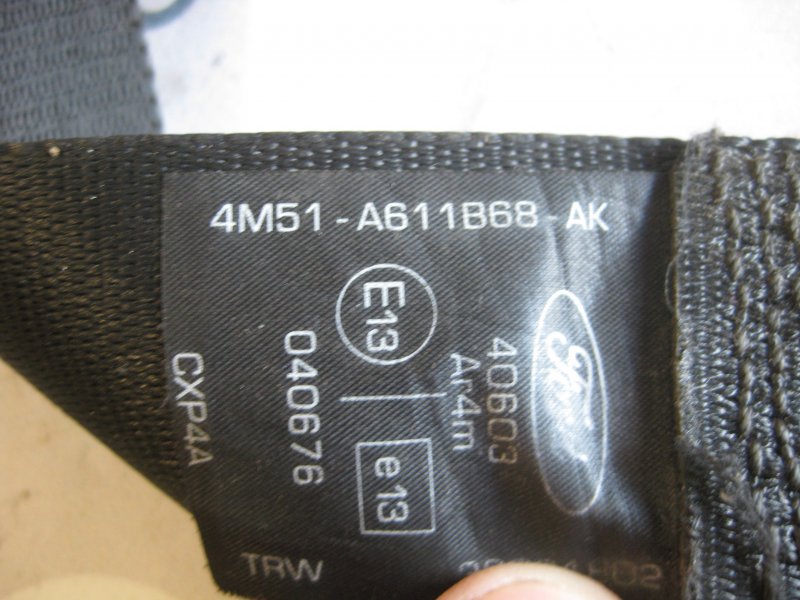 4M51-A611B68-AK
Ford
40603
Ar4m
E13
e13
040676
CXP4A
TRW